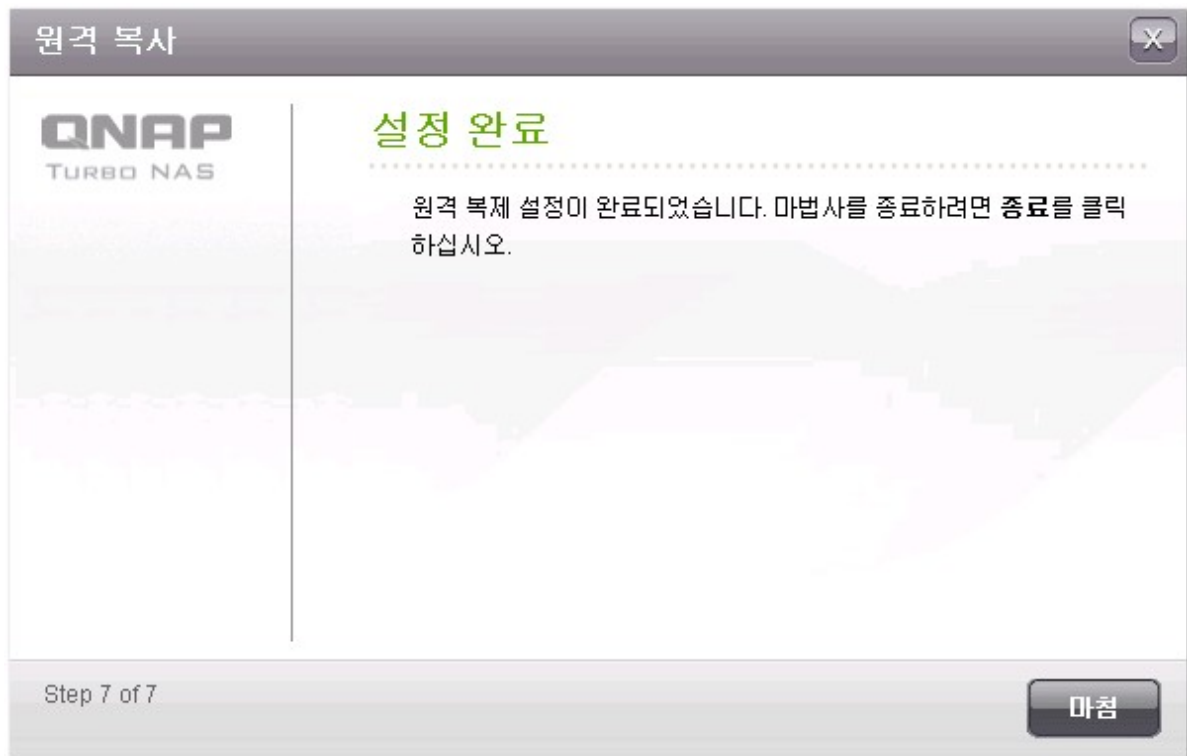 원격 복사
X
QNAP
TURBO NAS
설정 완료
원격 복제 설정이 완료되었습니다. 마법사를 종료하려면 종료를 클릭
하십시오.
Step 7 of 7
마침